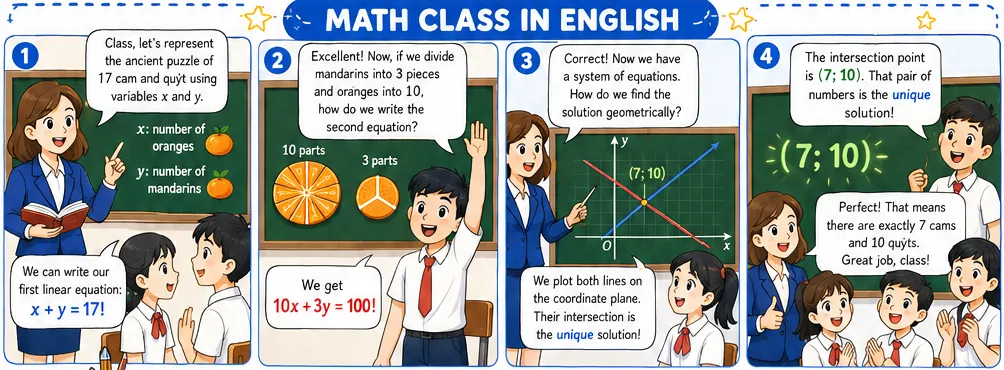 MATH CLASS IN ENGLISH
1
Class, let's represent
the ancient puzzle of
17 cam and quýt using
variables x and y.
x: number of
oranges
y: number of
mandarins
We can write our
first linear equation:
x + y = 17!
2
Excellent! Now, if we divide
mandarins into 3 pieces
and oranges into 10,
how do we write the
second equation?
10 parts
3 parts
We get
10x + 3y = 100!
3
Correct! Now we have
a system of equations.
How do we find the
solution geometrically?
y
(7; 10)
O
x
We plot both lines on
the coordinate plane.
Their intersection is
the unique solution!
4
The intersection point
is (7; 10). That pair of
numbers is the unique
solution!
(7; 10)
Perfect! That means
there are exactly 7 cams
and 10 quýts.
Great job, class!